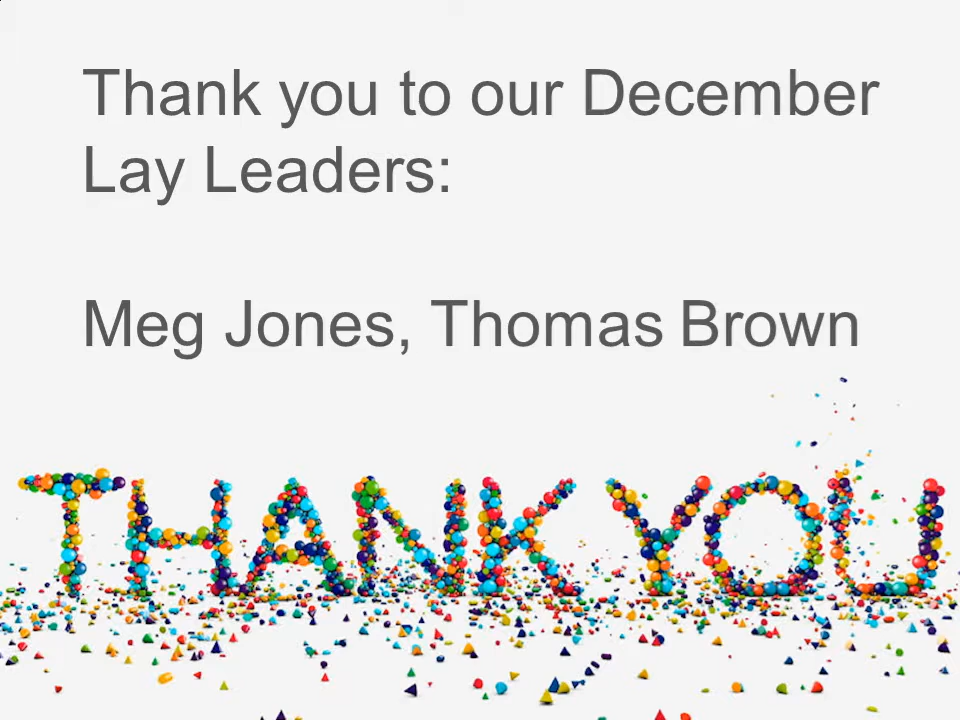 Thank you to our December
Lay Leaders:
Meg Jones, Thomas Brown
THANK YOU